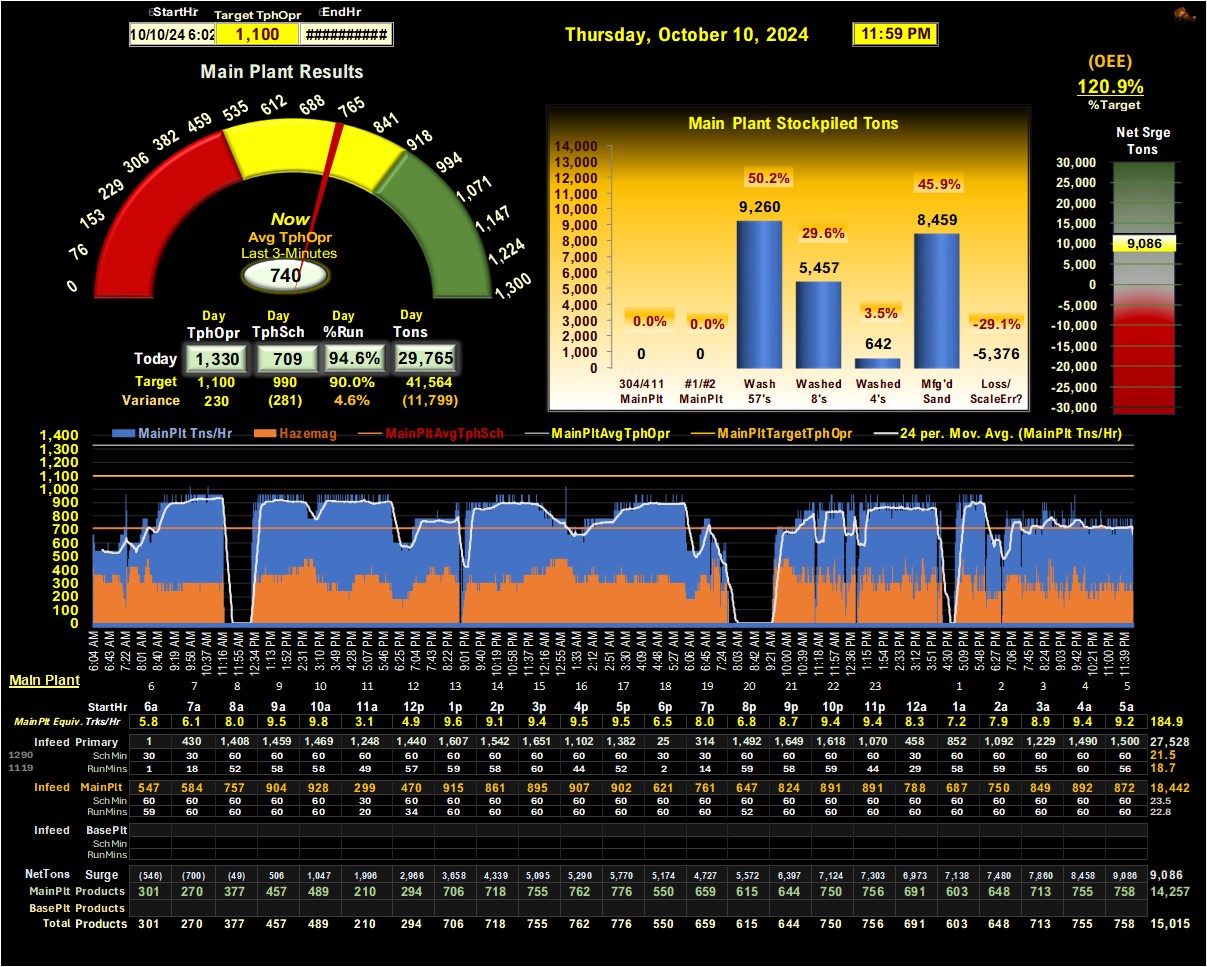 StartHr Target TphOpr EndHr
10/10/24 6:02 1,100 ##########
Thursday, October 10, 2024 11:59 PM
(OEE)
120.9%
%Target
Main Plant Results
0 76 153 229 306 382 459 535 612 688 765 841 918 994 1,071 1,147 1,224 1,300
Now
Avg TphOpr
Last 3-Minutes
740
Day Day Day Day
TphOpr TphSch %Run Tons
Today 1,330 709 94.6% 29,765
Target 1,100 990 90.0% 41,564
Variance 230 (281) 4.6% (11,799)
Main Plant Stockpiled Tons
14,000
13,000
12,000
11,000
10,000
9,000
8,000
7,000
6,000
5,000
4,000
3,000
2,000
1,000
0
0.0% 0.0% 50.2% 29.6% 3.5% 45.9% -29.1%
0 0 9,260 5,457 642 8,459 -5,376
304/411 #1/#2 Wash Washed Washed Mfg'd Loss/
MainPlt MainPlt 57's 8's 4's Sand ScaleErr?
Net Srge
Tons
30,000
25,000
20,000
15,000
10,000
5,000
0
-5,000
-10,000
-15,000
-20,000
-25,000
-30,000
9,086
MainPlt Tns/Hr Hazemag MainPltAvgTphSch MainPltAvgTphOpr MainPltTargetTphOpr 24 per. Mov. Avg. (MainPlt Tns/Hr)
1,400
1,300
1,200
1,100
1,000
900
800
700
600
500
400
300
200
100
0
6:04 AM 6:43 AM 7:22 AM 8:01 AM 8:40 AM 9:19 AM 9:58 AM 10:37 AM 11:16 AM 11:55 AM 12:34 PM 1:13 PM 1:52 PM 2:31 PM 3:10 PM 3:49 PM 4:28 PM 5:07 PM 5:46 PM 6:25 PM 7:04 PM 7:43 PM 8:22 PM 9:01 PM 9:40 PM 10:19 PM 10:58 PM 11:37 PM 12:16 AM 12:55 AM 1:33 AM 2:12 AM 2:51 AM 3:30 AM 4:09 AM 4:48 AM 5:27 AM 6:06 AM 6:45 AM 7:24 AM 8:03 AM 8:42 AM 9:21 AM 10:00 AM 10:39 AM 11:18 AM 11:57 AM 12:36 PM 1:15 PM 1:54 PM 2:33 PM 3:12 PM 3:51 PM 4:30 PM 5:09 PM 5:48 PM 6:27 PM 7:06 PM 7:45 PM 8:24 PM 9:03 PM 9:42 PM 10:21 PM 11:00 PM 11:39 PM
Main Plant
6 7 8 9 10 11 12 13 14 15 16 17 18 19 20 21 22 23 1 2 3 4 5
StartHr 6a 7a 8a 9a 10a 11a 12p 1p 2p 3p 4p 5p 6p 7p 8p 9p 10p 11p 12a 1a 2a 3a 4a 5a
MainPlt Equiv. Trks/Hr 5.8 6.1 8.0 9.5 9.8 3.1 4.9 9.6 9.1 9.4 9.5 9.5 6.5 8.0 6.8 8.7 9.4 9.4 8.3 7.2 7.9 8.9 9.4 9.2 184.9
Infeed Primary 1 430 1,408 1,459 1,469 1,248 1,440 1,607 1,542 1,651 1,102 1,382 25 314 1,492 1,649 1,618 1,070 458 852 1,092 1,229 1,490 1,500 27,528
1290 SchMin 30 30 60 60 60 60 60 60 60 60 60 60 30 30 60 60 60 60 60 60 60 60 60 60 21.5
1119 RunMins 1 18 52 58 58 49 57 59 58 60 44 52 2 14 59 58 59 44 29 58 59 55 60 56 18.7
Infeed MainPlt 547 584 757 904 928 299 470 915 861 895 907 902 621 761 647 824 891 891 788 687 750 849 892 872 18,442
SchMin 60 60 60 60 60 30 60 60 60 60 60 60 60 60 60 60 60 60 60 60 60 60 60 60 23.5
RunMins 59 60 60 60 60 20 34 60 60 60 60 60 60 60 52 60 60 60 60 60 60 60 60 60 22.8
Infeed BasePlt
SchMin
RunMins
NetTons Surge (546) (700) (49) 506 1,047 1,996 2,966 3,658 4,339 5,095 5,290 5,770 5,174 4,727 5,572 6,397 7,124 7,303 6,973 7,138 7,480 7,860 8,458 9,086 9,086
MainPlt Products 301 270 377 457 489 210 294 706 718 755 762 776 550 659 615 644 750 756 691 603 648 713 755 758 14,257
BasePlt Products
Total Products 301 270 377 457 489 210 294 706 718 755 762 776 550 659 615 644 750 756 691 603 648 713 755 758 15,015